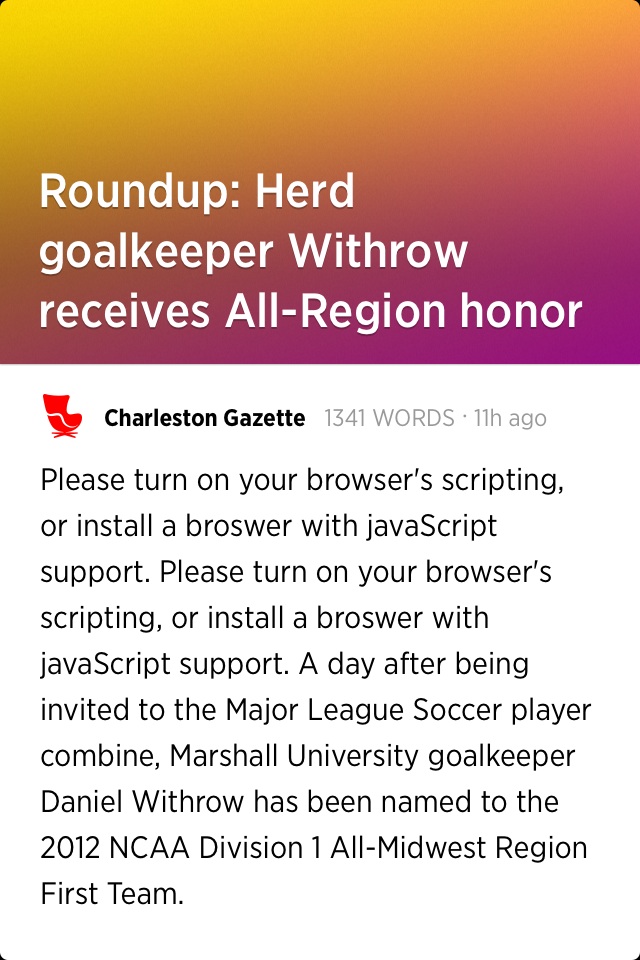 Roundup: Herd
goalkeeper Withrow
receives All-Region honor
Charleston Gazette 1341 WORDS · 11h ago
Please turn on your browser's scripting,
or install a broswer with javaScript
support. Please turn on your browser's
scripting, or install a broswer with
javaScript support. A day after being
invited to the Major League Soccer player
combine, Marshall University goalkeeper
Daniel Withrow has been named to the
2012 NCAA Division 1 All-Midwest Region
First Team.